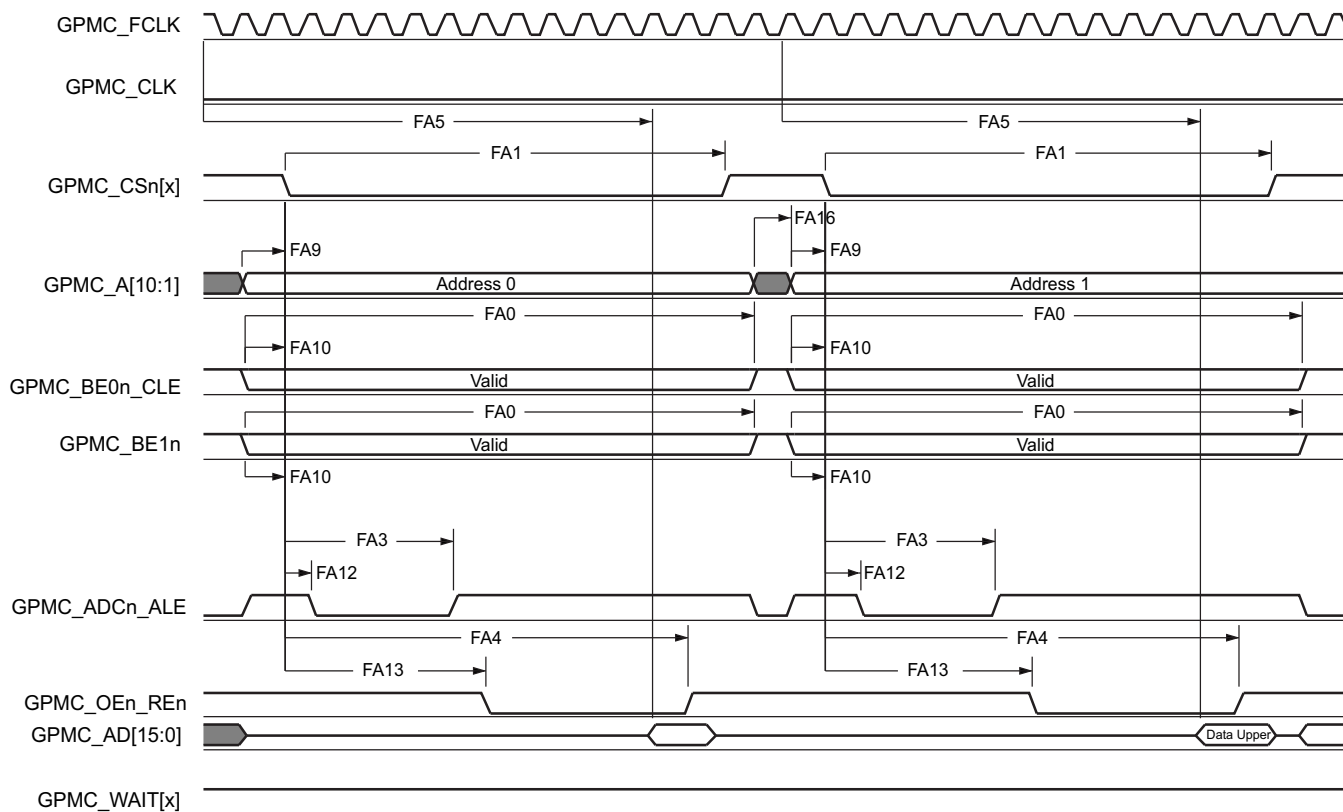 GPMC_FCLK
GPMC_CLK
FA5 FA5
FA1 FA1
GPMC_CSn[x]
FA16
FA9 FA9
GPMC_A[10:1] Address 0 Address 1
FA0 FA0
FA10 FA10
GPMC_BE0n_CLE Valid Valid
FA0 FA0
GPMC_BE1n Valid Valid
FA10 FA10
FA3 FA3
FA12 FA12
GPMC_ADCn_ALE
FA4 FA4
FA13 FA13
GPMC_OEn_REn
GPMC_AD[15:0] Data Upper
GPMC_WAIT[x]